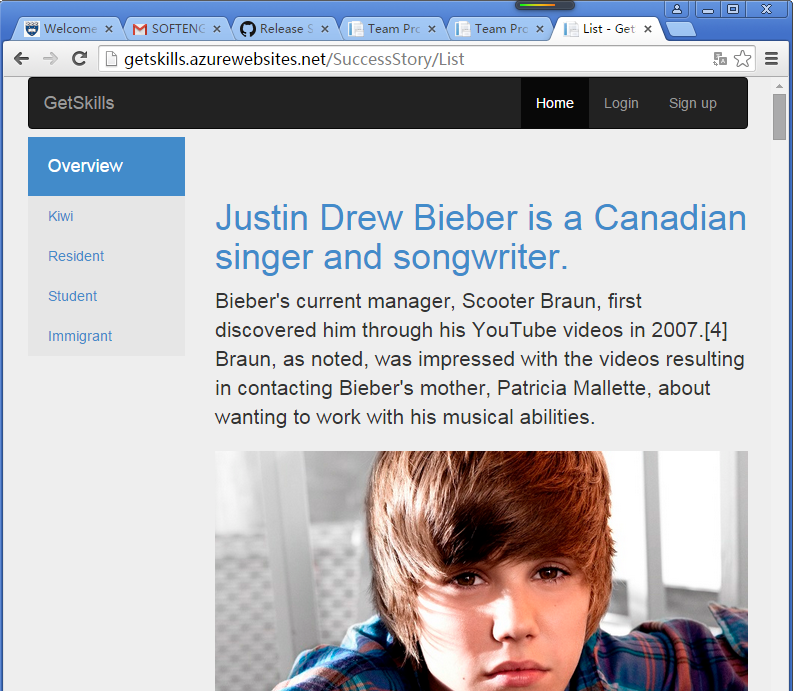 Welcome
SOFTENG
Release S
Team Pro
Team Pro
List - Get
getskills.azurewebsites.net/SuccessStory/List
GetSkills
Home
Login
Sign up
Overview
Kiwi
Resident
Student
Immigrant
Justin Drew Bieber is a Canadian
singer and songwriter.
Bieber's current manager, Scooter Braun, first
discovered him through his YouTube videos in 2007.[4]
Braun, as noted, was impressed with the videos resulting
in contacting Bieber's mother, Patricia Mallette, about
wanting to work with his musical abilities.